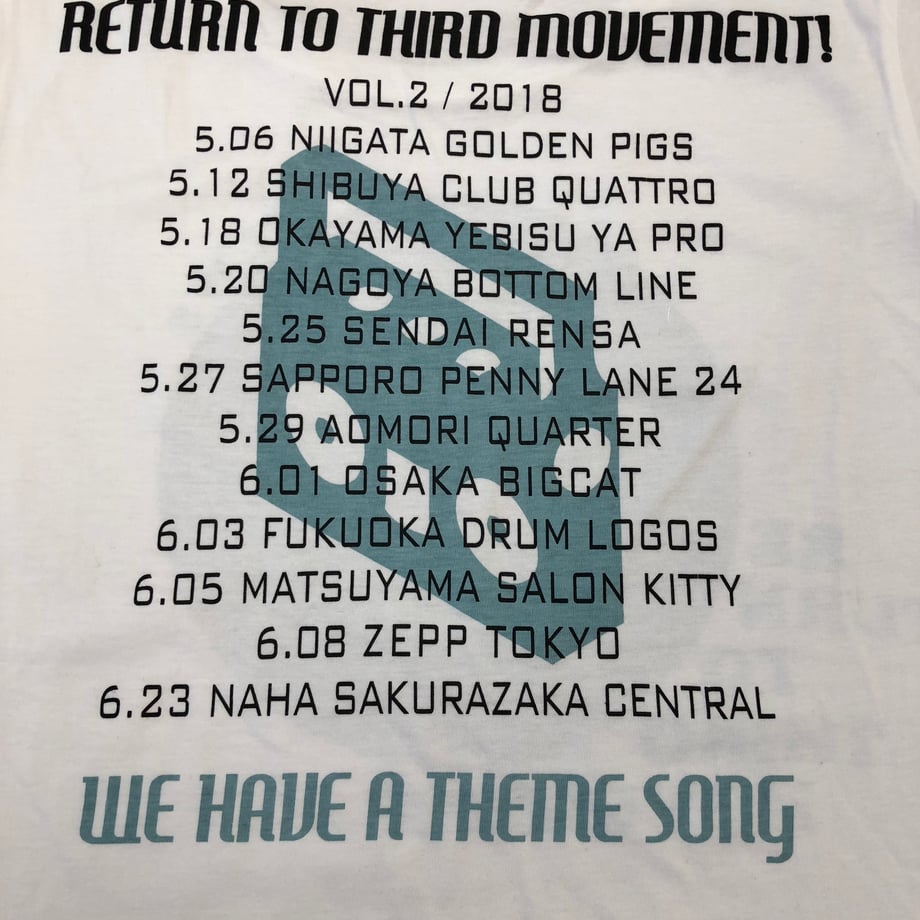 RETURN TO THIRD MOVEMENT!
VOL.2 / 2018
5.06 NIIGATA GOLDEN PIGS
5.12 SHIBUYA CLUB QUATTRO
5.18 OKAYAMA YEBISU YA PRO
5.20 NAGOYA BOTTOM LINE
5.25 SENDAI RENSA
5.27 SAPPORO PENNY LANE 24
5.29 AOMORI QUARTER
6.01 OSAKA BIGCAT
6.03 FUKUOKA DRUM LOGOS
6.05 MATSUYAMA SALON KITTY
6.08 ZEPP TOKYO
6.23 NAHA SAKURAZAKA CENTRAL
WE HAVE A THEME SONG